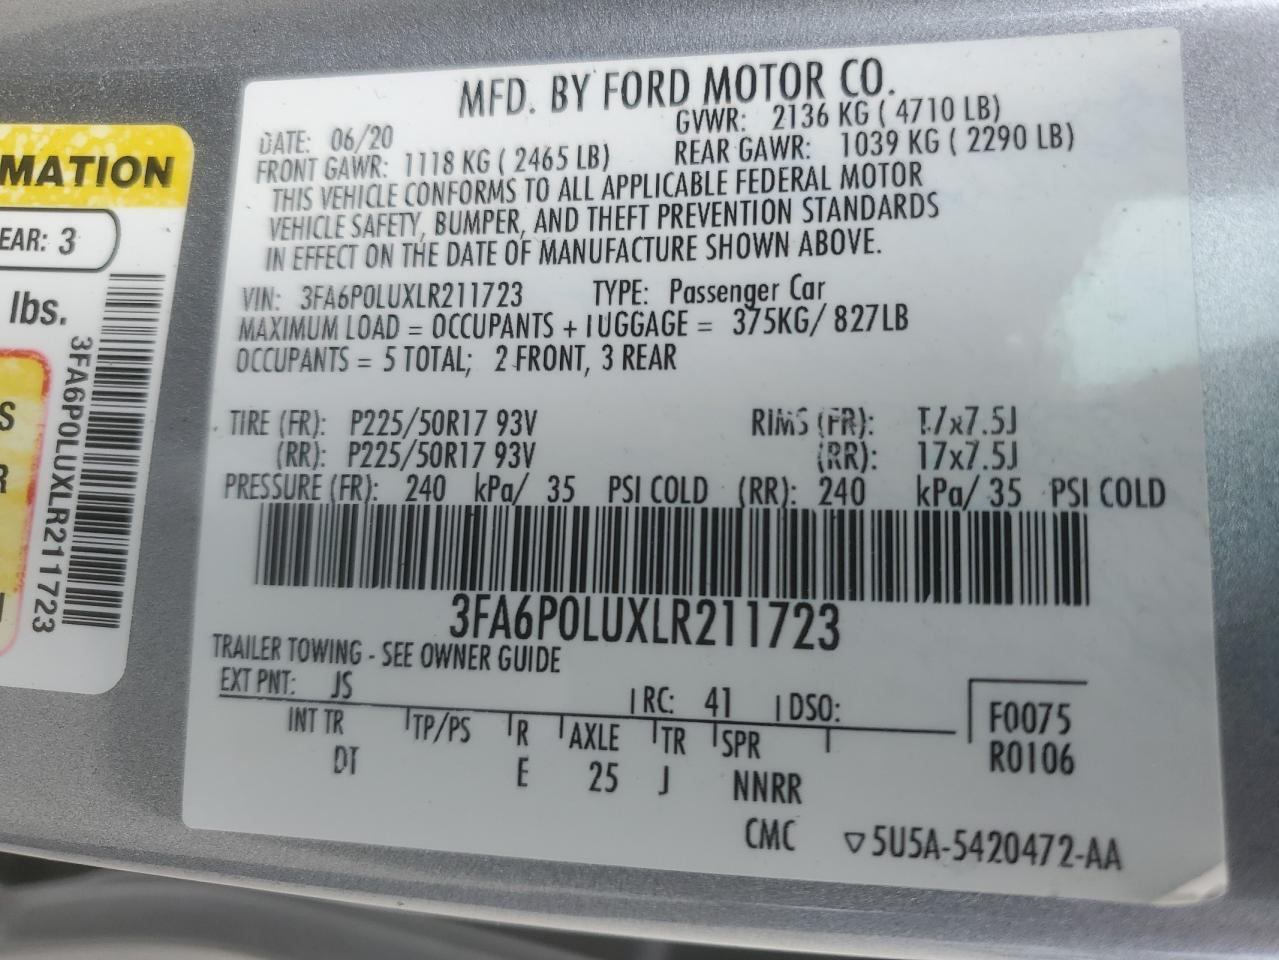 MFD. BY FORD MOTOR CO.
DATE: 06/20 GVWR: 2136 KG ( 4710 LB)
FRONT GAWR: 1118 KG ( 2465 LB) REAR GAWR: 1039 KG ( 2290 LB)
THIS VEHICLE CONFORMS TO ALL APPLICABLE FEDERAL MOTOR
VEHICLE SAFETY, BUMPER, AND THEFT PREVENTION STANDARDS
IN EFFECT ON THE DATE OF MANUFACTURE SHOWN ABOVE.
VIN: 3FA6P0LUXLR211723 TYPE: Passenger Car
MAXIMUM LOAD = OCCUPANTS + LUGGAGE = 375KG/ 827LB
OCCUPANTS = 5 TOTAL; 2 FRONT, 3 REAR
TIRE (FR): P225/50R17 93V RIMS (FR): 17x7.5J
(RR): P225/50R17 93V (RR): 17x7.5J
PRESSURE (FR): 240 kPa/ 35 PSI COLD (RR): 240 kPa/ 35 PSI COLD
3FA6P0LUXLR211723
TRAILER TOWING - SEE OWNER GUIDE
EXT PNT: JS RC: 41 DSO:
INT TR TP/PS R AXLE TR SPR
DT E 25 J NNRR
F0075
R0106
CMC ▽5U5A-5420472-AA
MATION
EAR: 3
lbs.
3FA6P0LUXLR211723
S
R